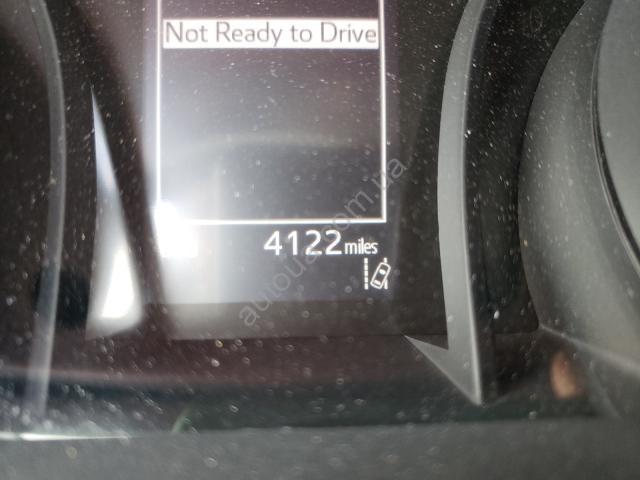 Not Ready to Drive
4122 miles
autoua.com.ua